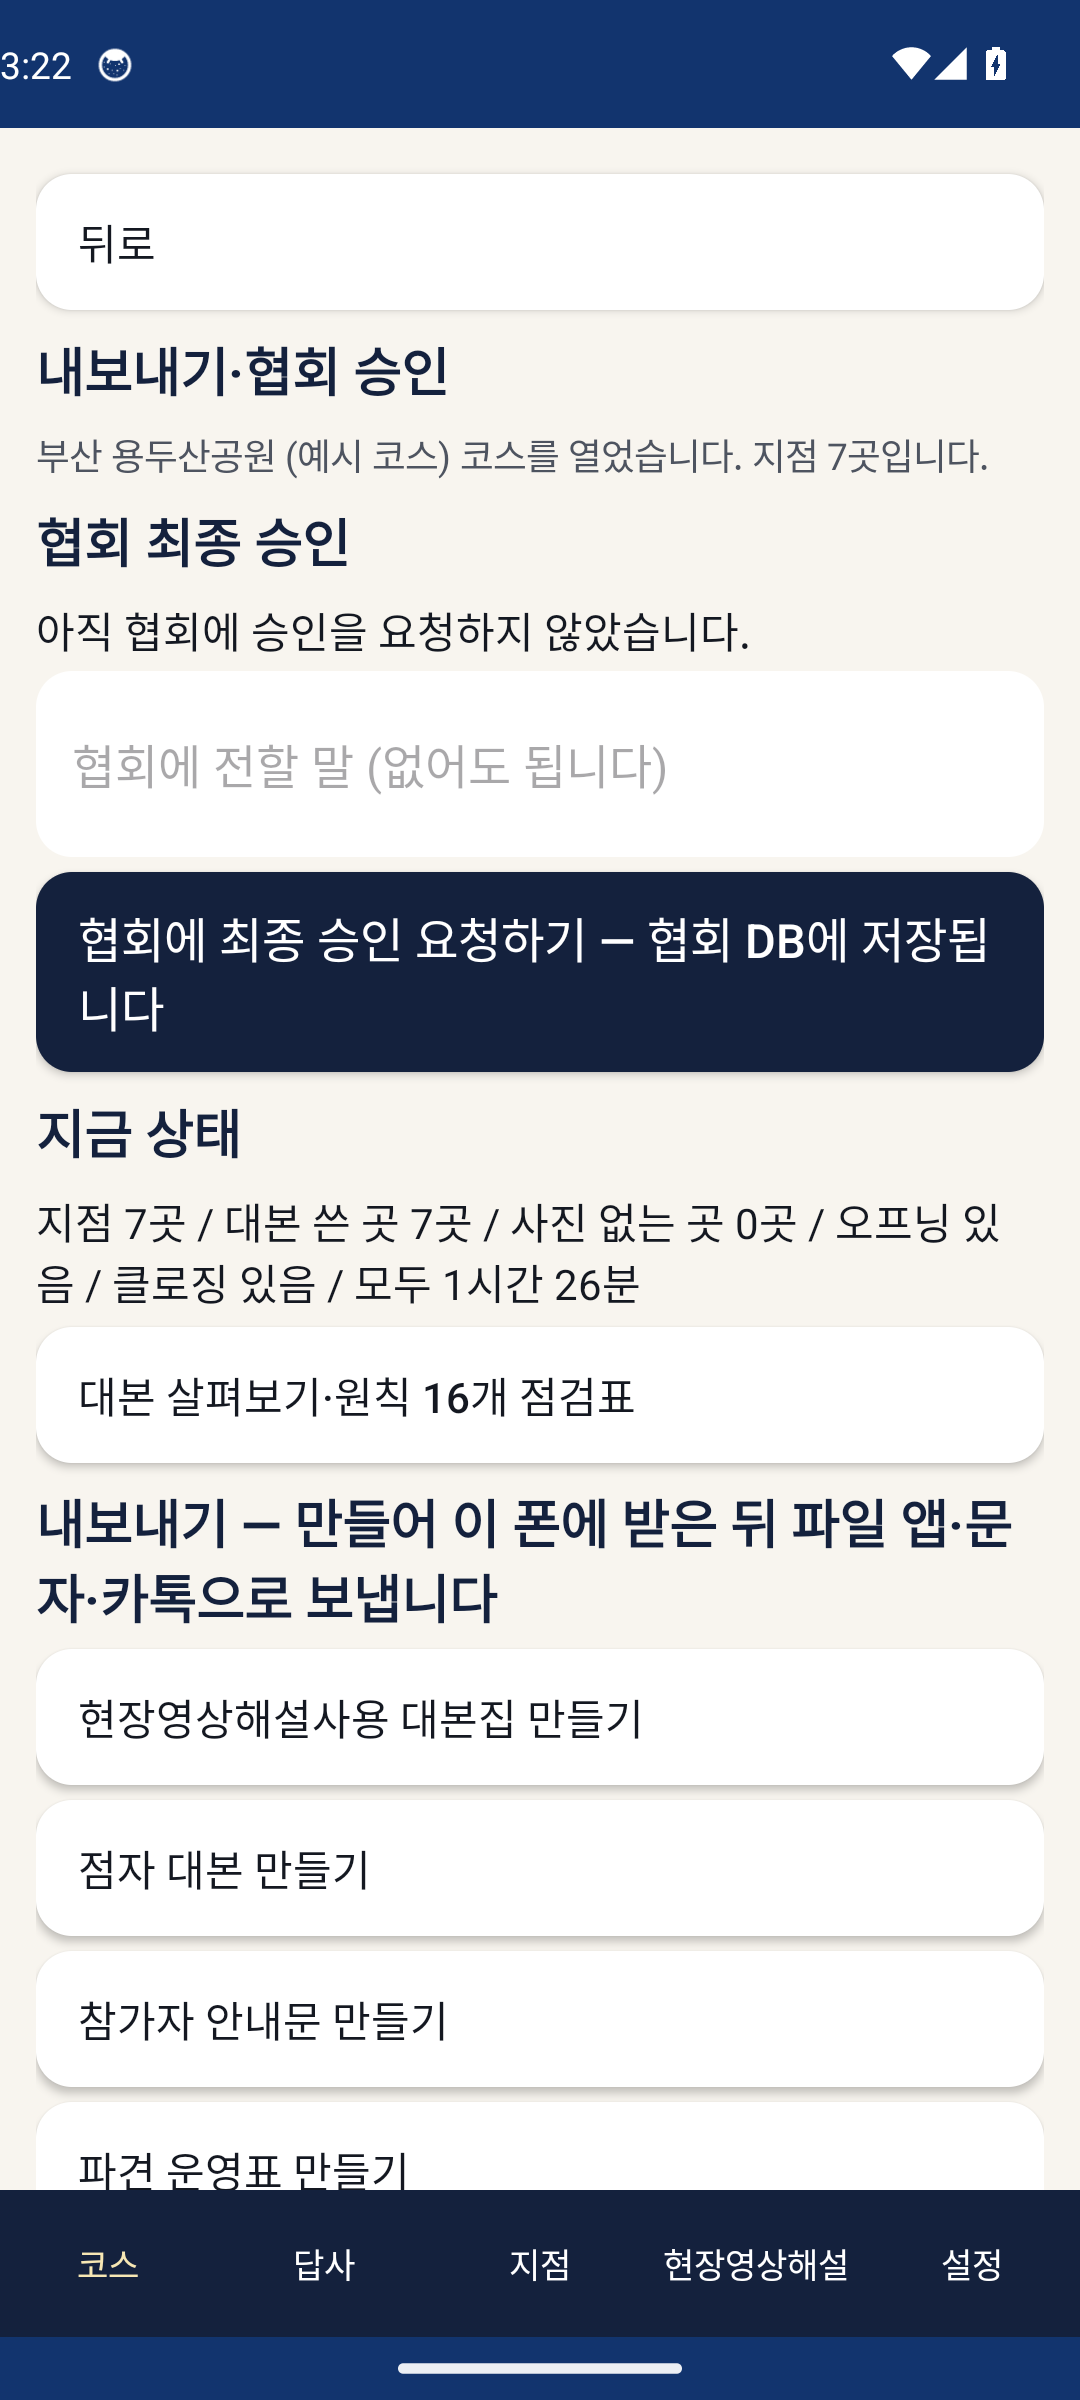 3:22
뒤로
내보내기·협회 승인
부산 용두산공원 (예시 코스) 코스를 열었습니다. 지점 7곳입니다.
협회 최종 승인
아직 협회에 승인을 요청하지 않았습니다.
협회에 전할 말 (없어도 됩니다)
협회에 최종 승인 요청하기 – 협회 DB에 저장됩
니다
지금 상태
지점 7곳 / 대본 쓴 곳 7곳 / 사진 없는 곳 0곳 / 오프닝 있
음 / 클로징 있음 / 모두 1시간 26분
대본 살펴보기·원칙 16개 점검표
내보내기 – 만들어 이 폰에 받은 뒤 파일 앱·문
자·카톡으로 보냅니다
현장영상해설사용 대본집 만들기
점자 대본 만들기
참가자 안내문 만들기
파견 운영표 만들기
코스
답사
지점
현장영상해설
설정